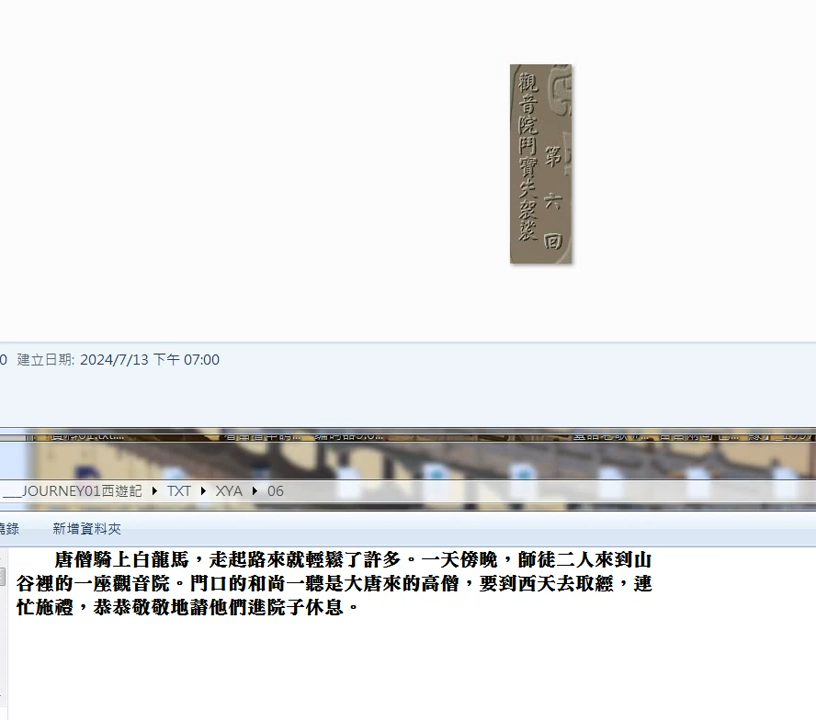 第六回
觀音院鬥寶失袈裟
0 建立日期: 2024/7/13 下午 07:00
___JOURNEY01西遊記 ▸ TXT ▸ XYA ▸ 06
燒錄 新增資料夾
唐僧騎上白龍馬，走起路來就輕鬆了許多。一天傍晚，師徒二人來到山
谷裡的一座觀音院。門口的和尚一聽是大唐來的高僧，要到西天去取經，連
忙施禮，恭恭敬敬地請他們進院子休息。